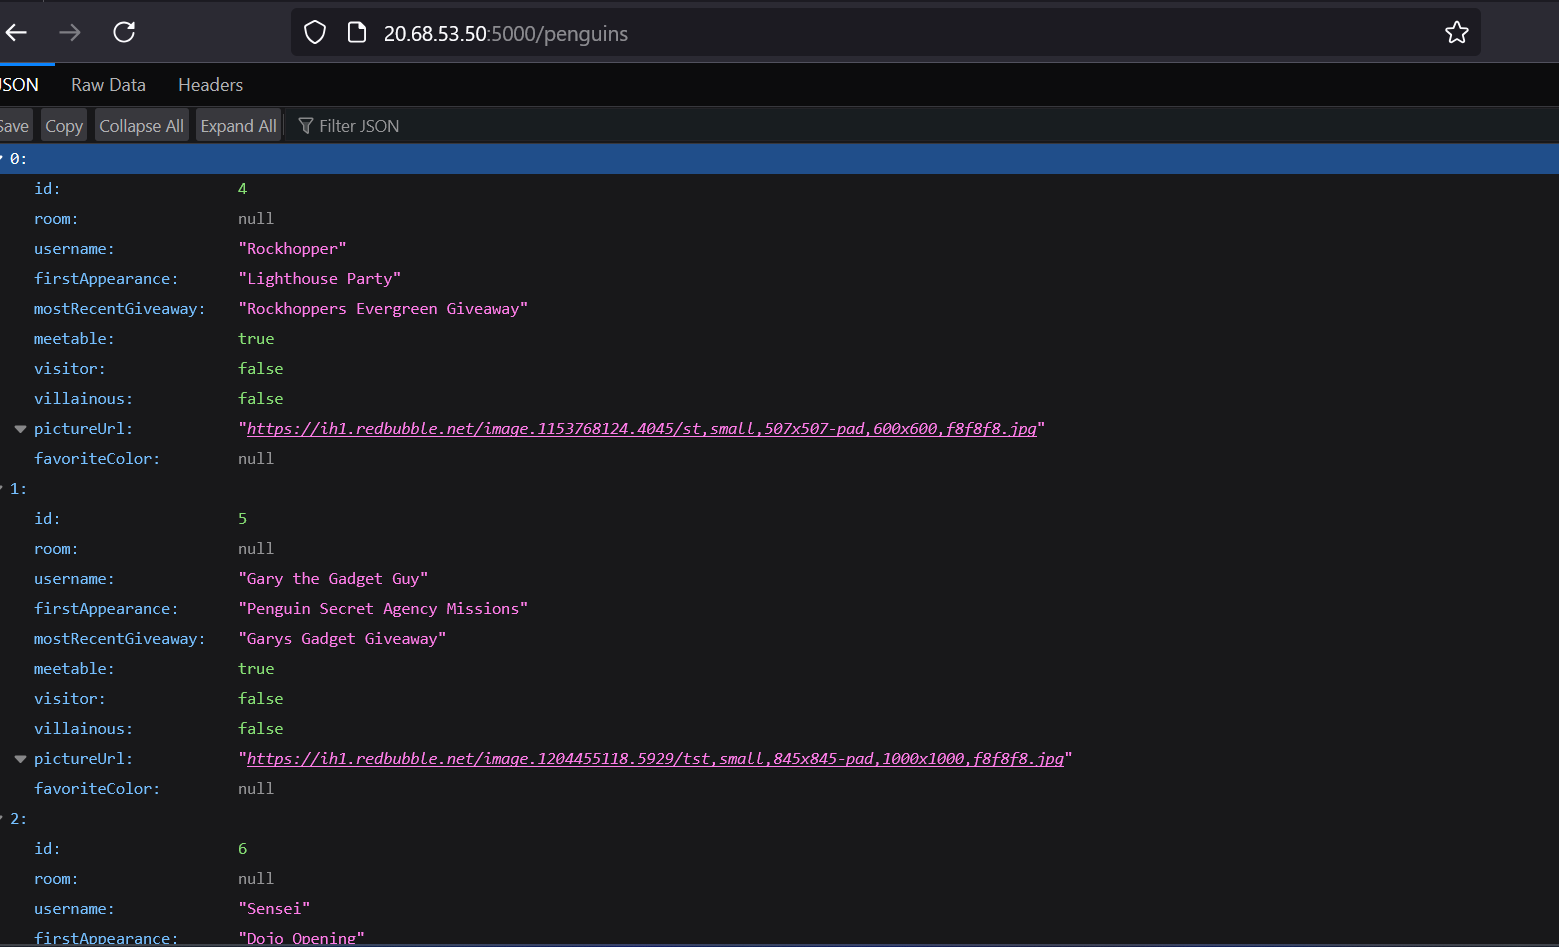 20.68.53.50:5000/penguins
JSON Raw Data Headers
Save Copy Collapse All Expand All Filter JSON
0:
id: 4
room: null
username: "Rockhopper"
firstAppearance: "Lighthouse Party"
mostRecentGiveaway: "Rockhoppers Evergreen Giveaway"
meetable: true
visitor: false
villainous: false
pictureUrl: "https://ih1.redbubble.net/image.1153768124.4045/st,small,507x507-pad,600x600,f8f8f8.jpg"
favoriteColor: null
1:
id: 5
room: null
username: "Gary the Gadget Guy"
firstAppearance: "Penguin Secret Agency Missions"
mostRecentGiveaway: "Garys Gadget Giveaway"
meetable: true
visitor: false
villainous: false
pictureUrl: "https://ih1.redbubble.net/image.1204455118.5929/tst,small,845x845-pad,1000x1000,f8f8f8.jpg"
favoriteColor: null
2:
id: 6
room: null
username: "Sensei"
firstAppearance: "Dojo Opening"